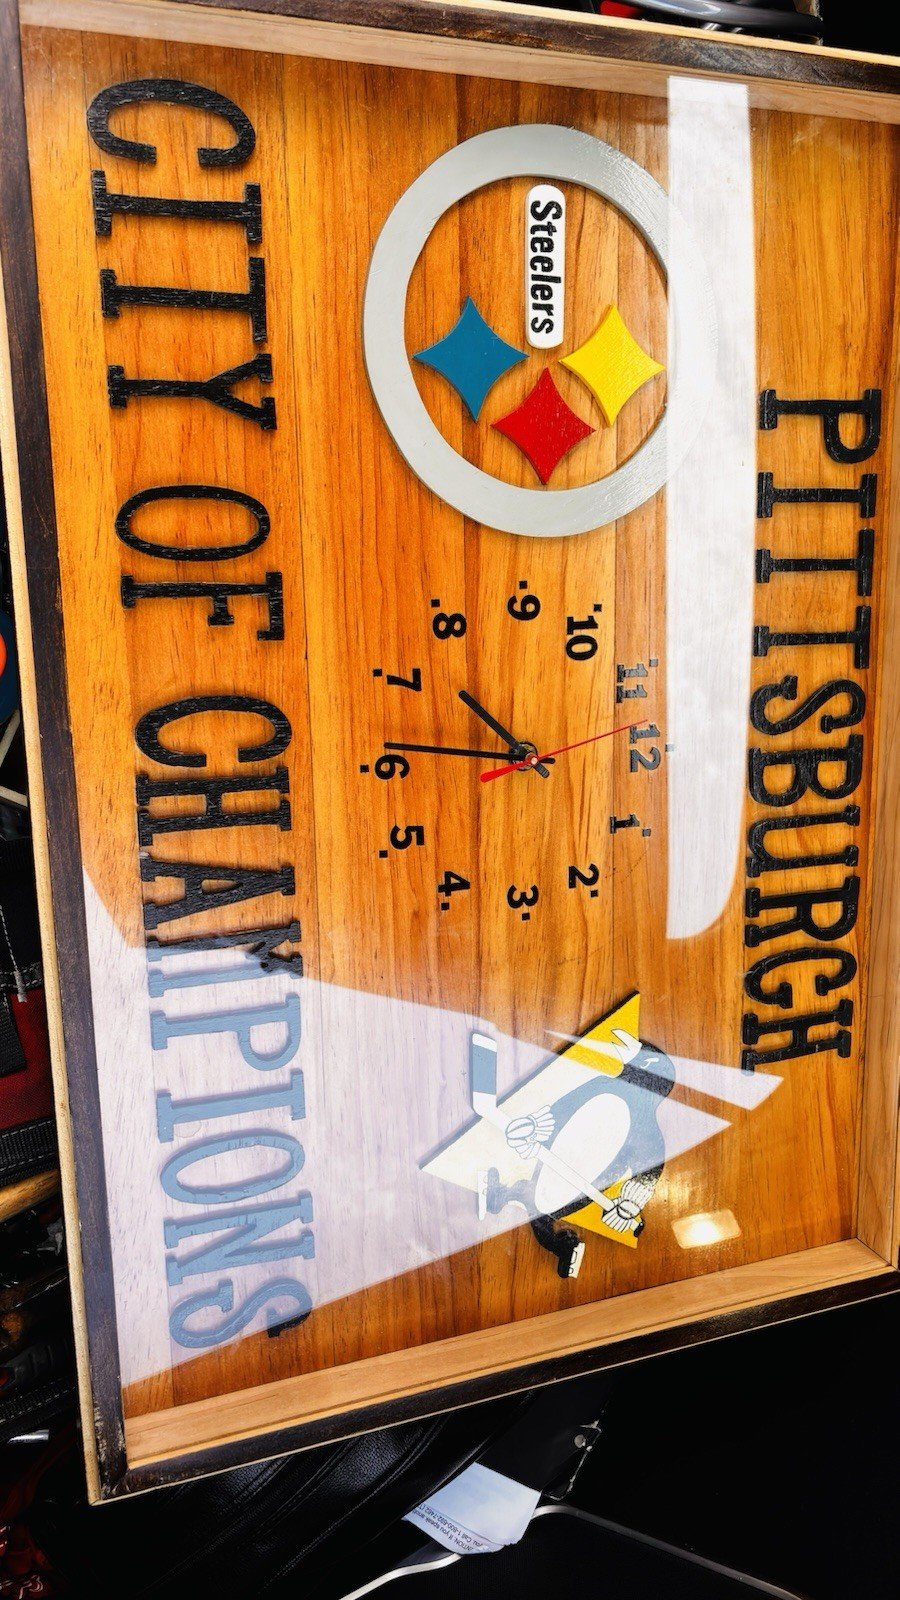 PITTSBURGH
Steelers
11 12 1
10 2
9 3
8 4
7 6 5
CITY OF CHAMPIONS